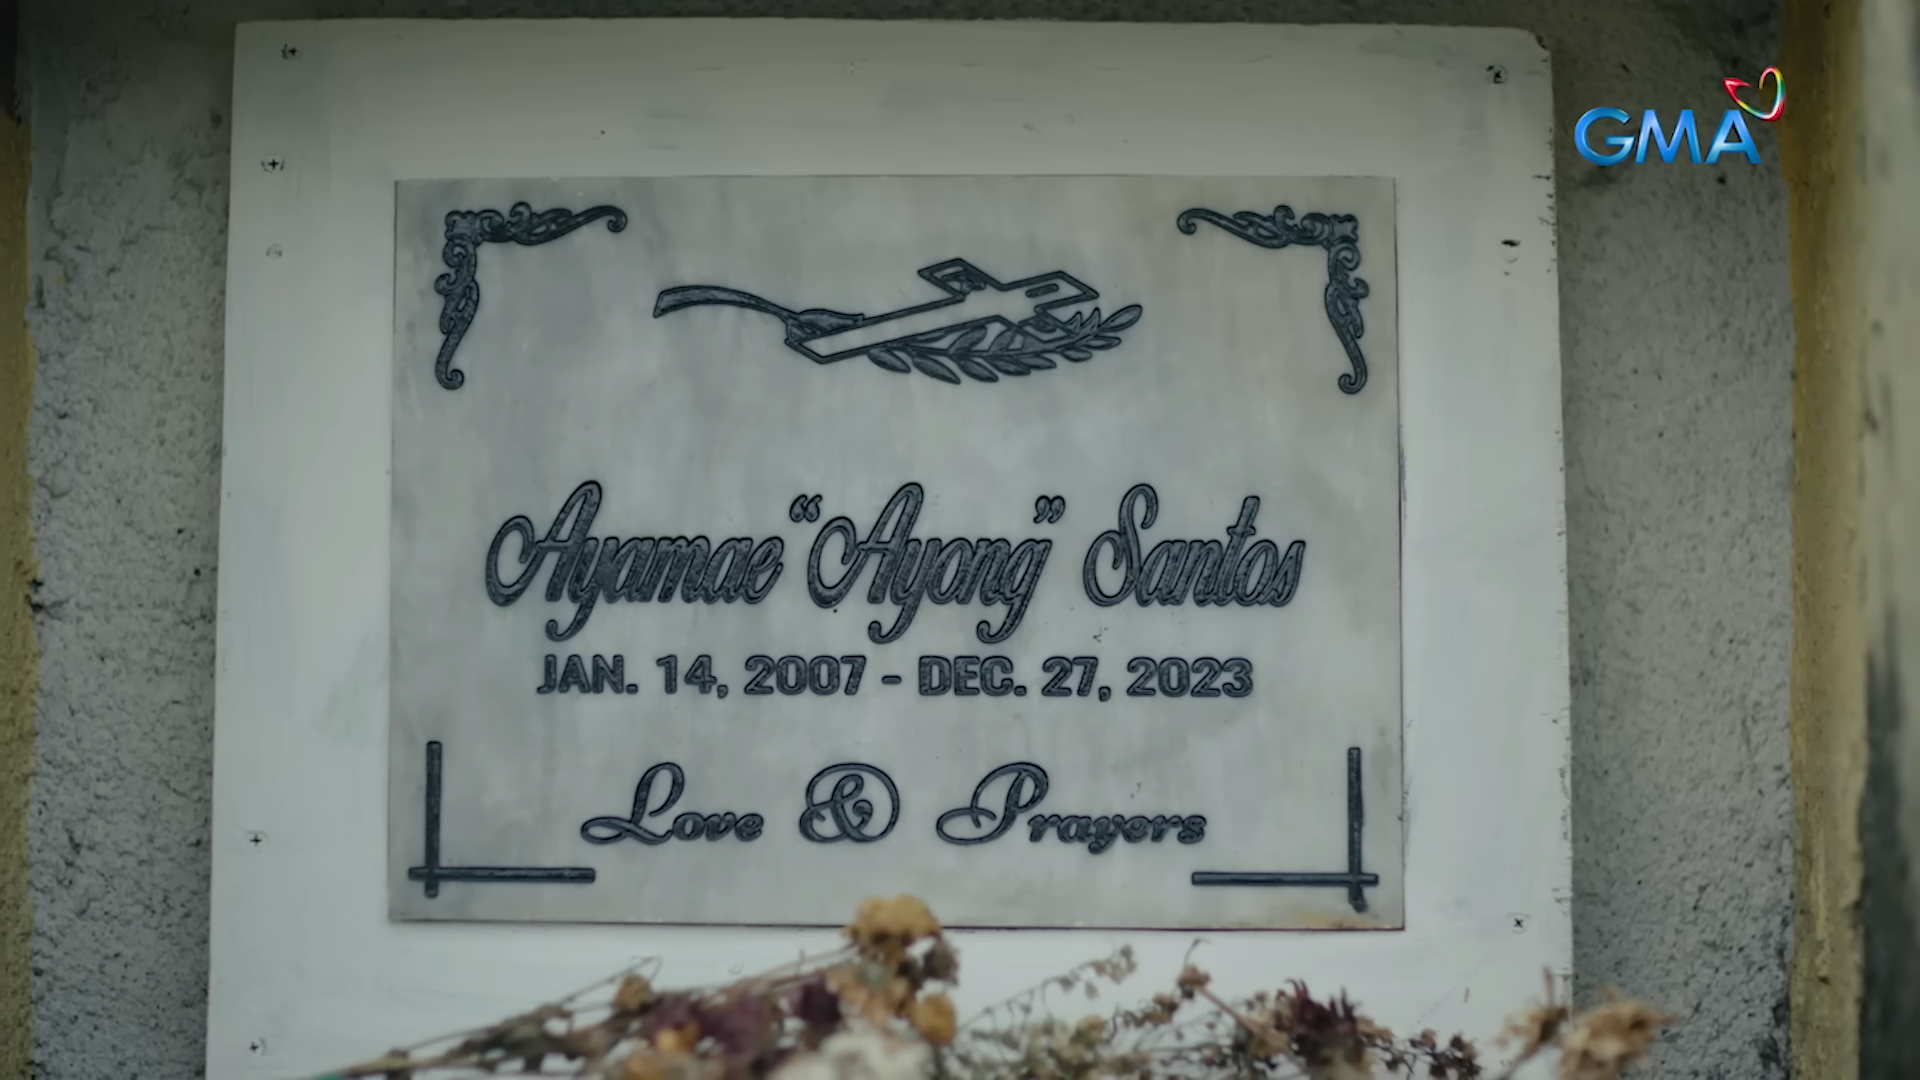 GMA
Ayamae “Ayong” Santos
JAN. 14, 2007 - DEC. 27, 2023
Love & Prayers